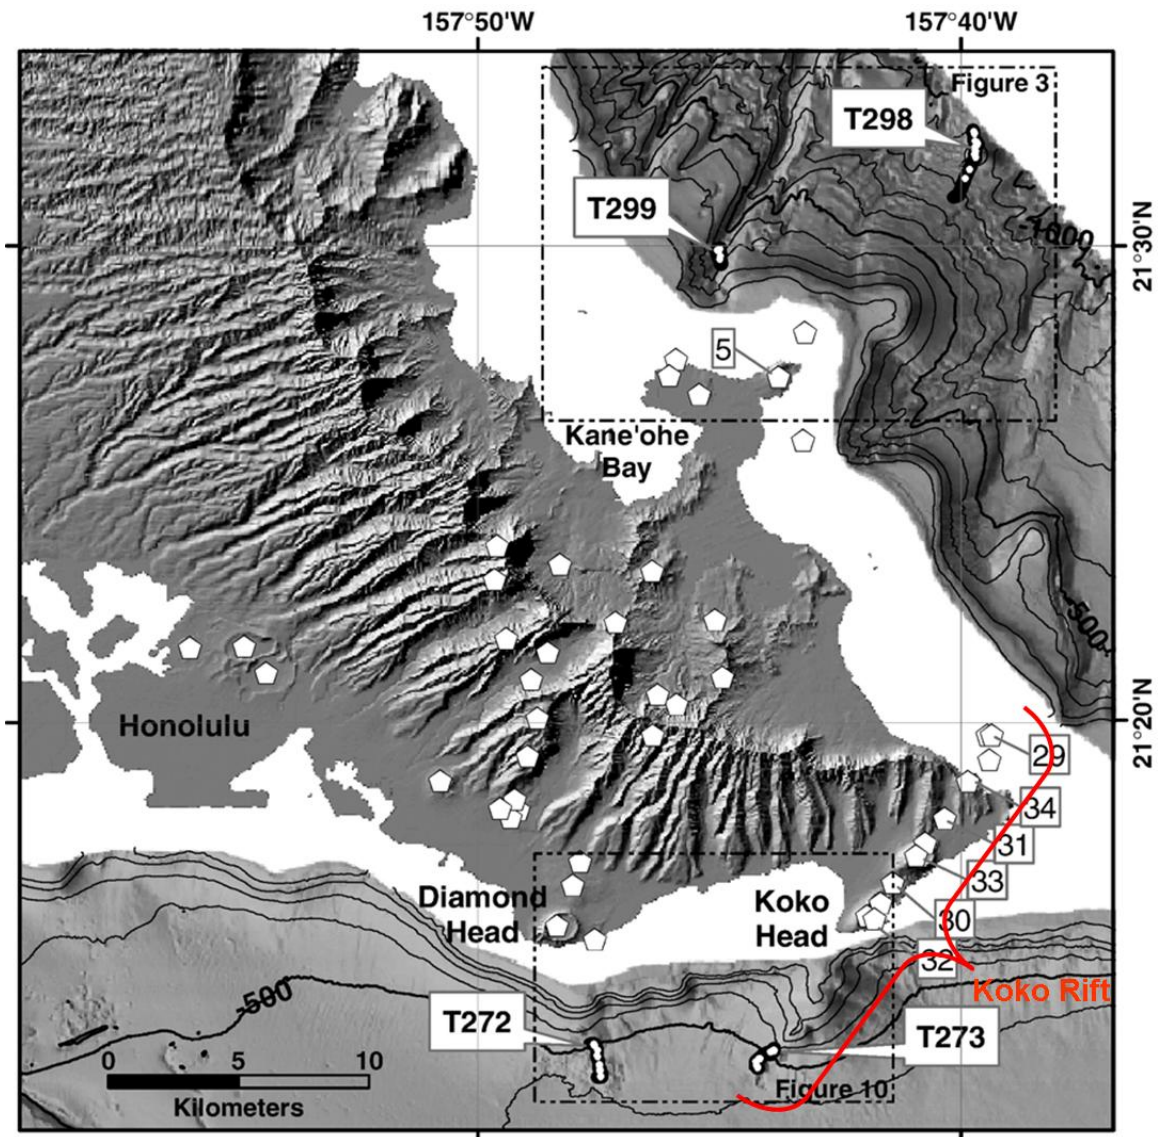 157°50'W
157°40'W
Figure 3
T298
T299
-1000
21°30'N
5
Kane'ohe
Bay
-500
Honolulu
21°20'N
29
34
31
33
Diamond
Head
Koko
Head
30
32
Koko Rift
-500
T272
T273
0 5 10
Kilometers
Figure 10